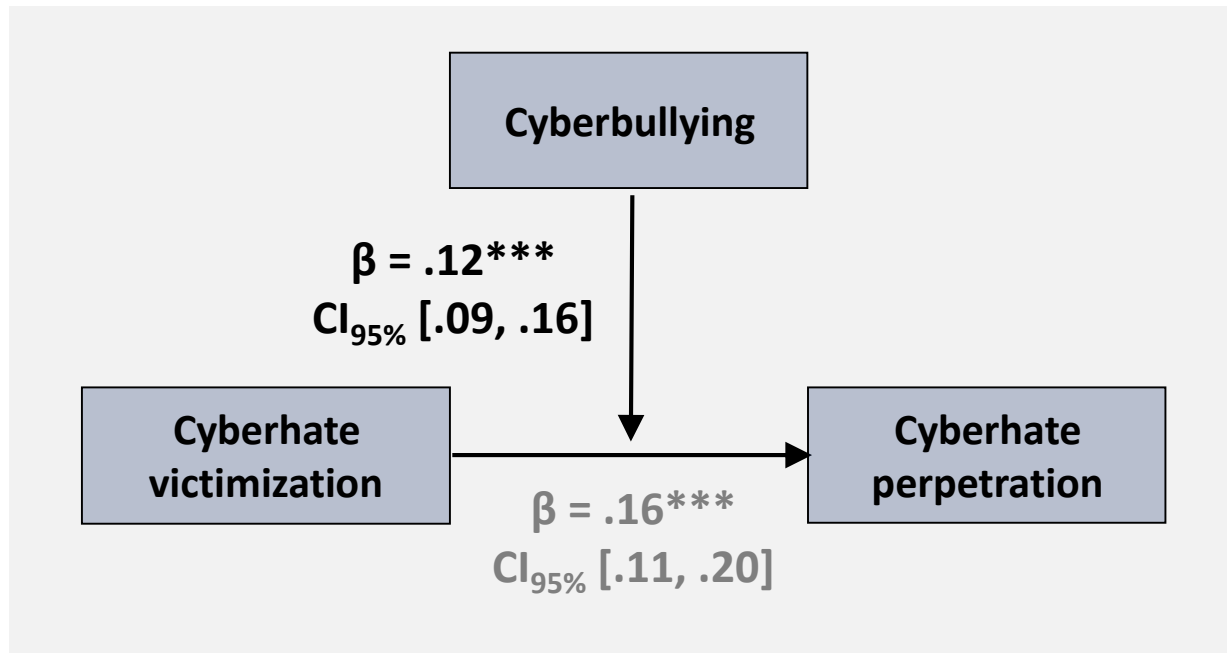 Cyberbullying
β = .12***
CI95% [.09, .16]
Cyberhate
victimization
Cyberhate
perpetration
β = .16***
CI95% [.11, .20]